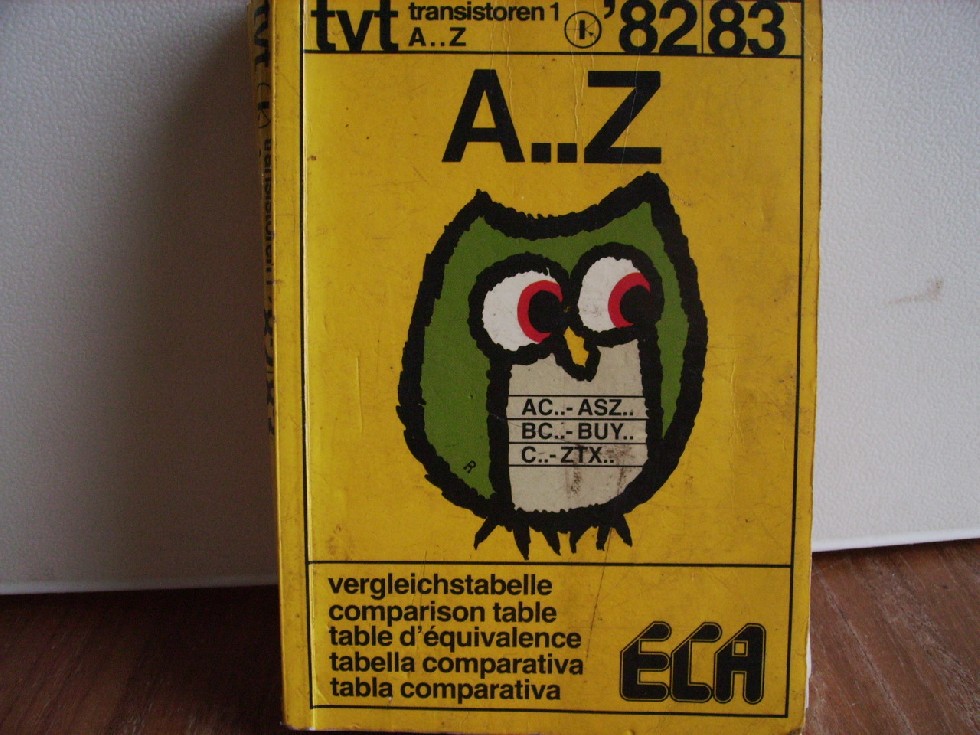 tvt transistoren 1 '82/83
A..Z
A..Z
AC..- ASZ..
BC..- BUY..
C..- ZTX..
R
vergleichstabelle
comparison table
table d'équivalence
tabella comparativa
tabla comparativa
ECA
tvt